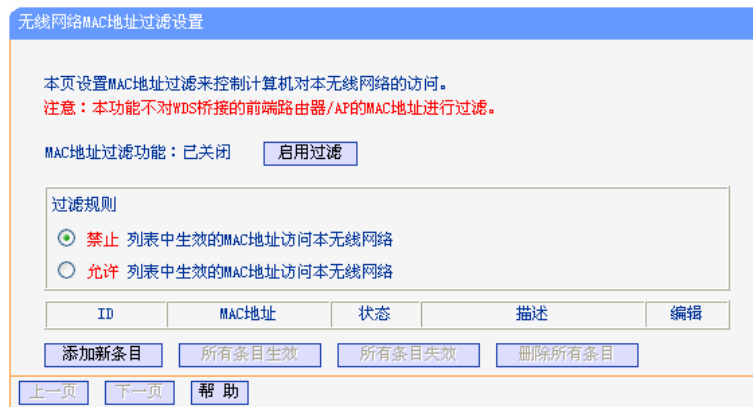 无线网络MAC地址过滤设置
本页设置MAC地址过滤来控制计算机对本无线网络的访问。
注意：本功能不对WDS桥接的前端路由器/AP的MAC地址进行过滤。
MAC地址过滤功能：已关闭 启用过滤
过滤规则
禁止 列表中生效的MAC地址访问本无线网络
允许 列表中生效的MAC地址访问本无线网络
ID MAC地址 状态 描述 编辑
添加新条目 所有条目生效 所有条目失效 删除所有条目
上一页 下一页 帮 助